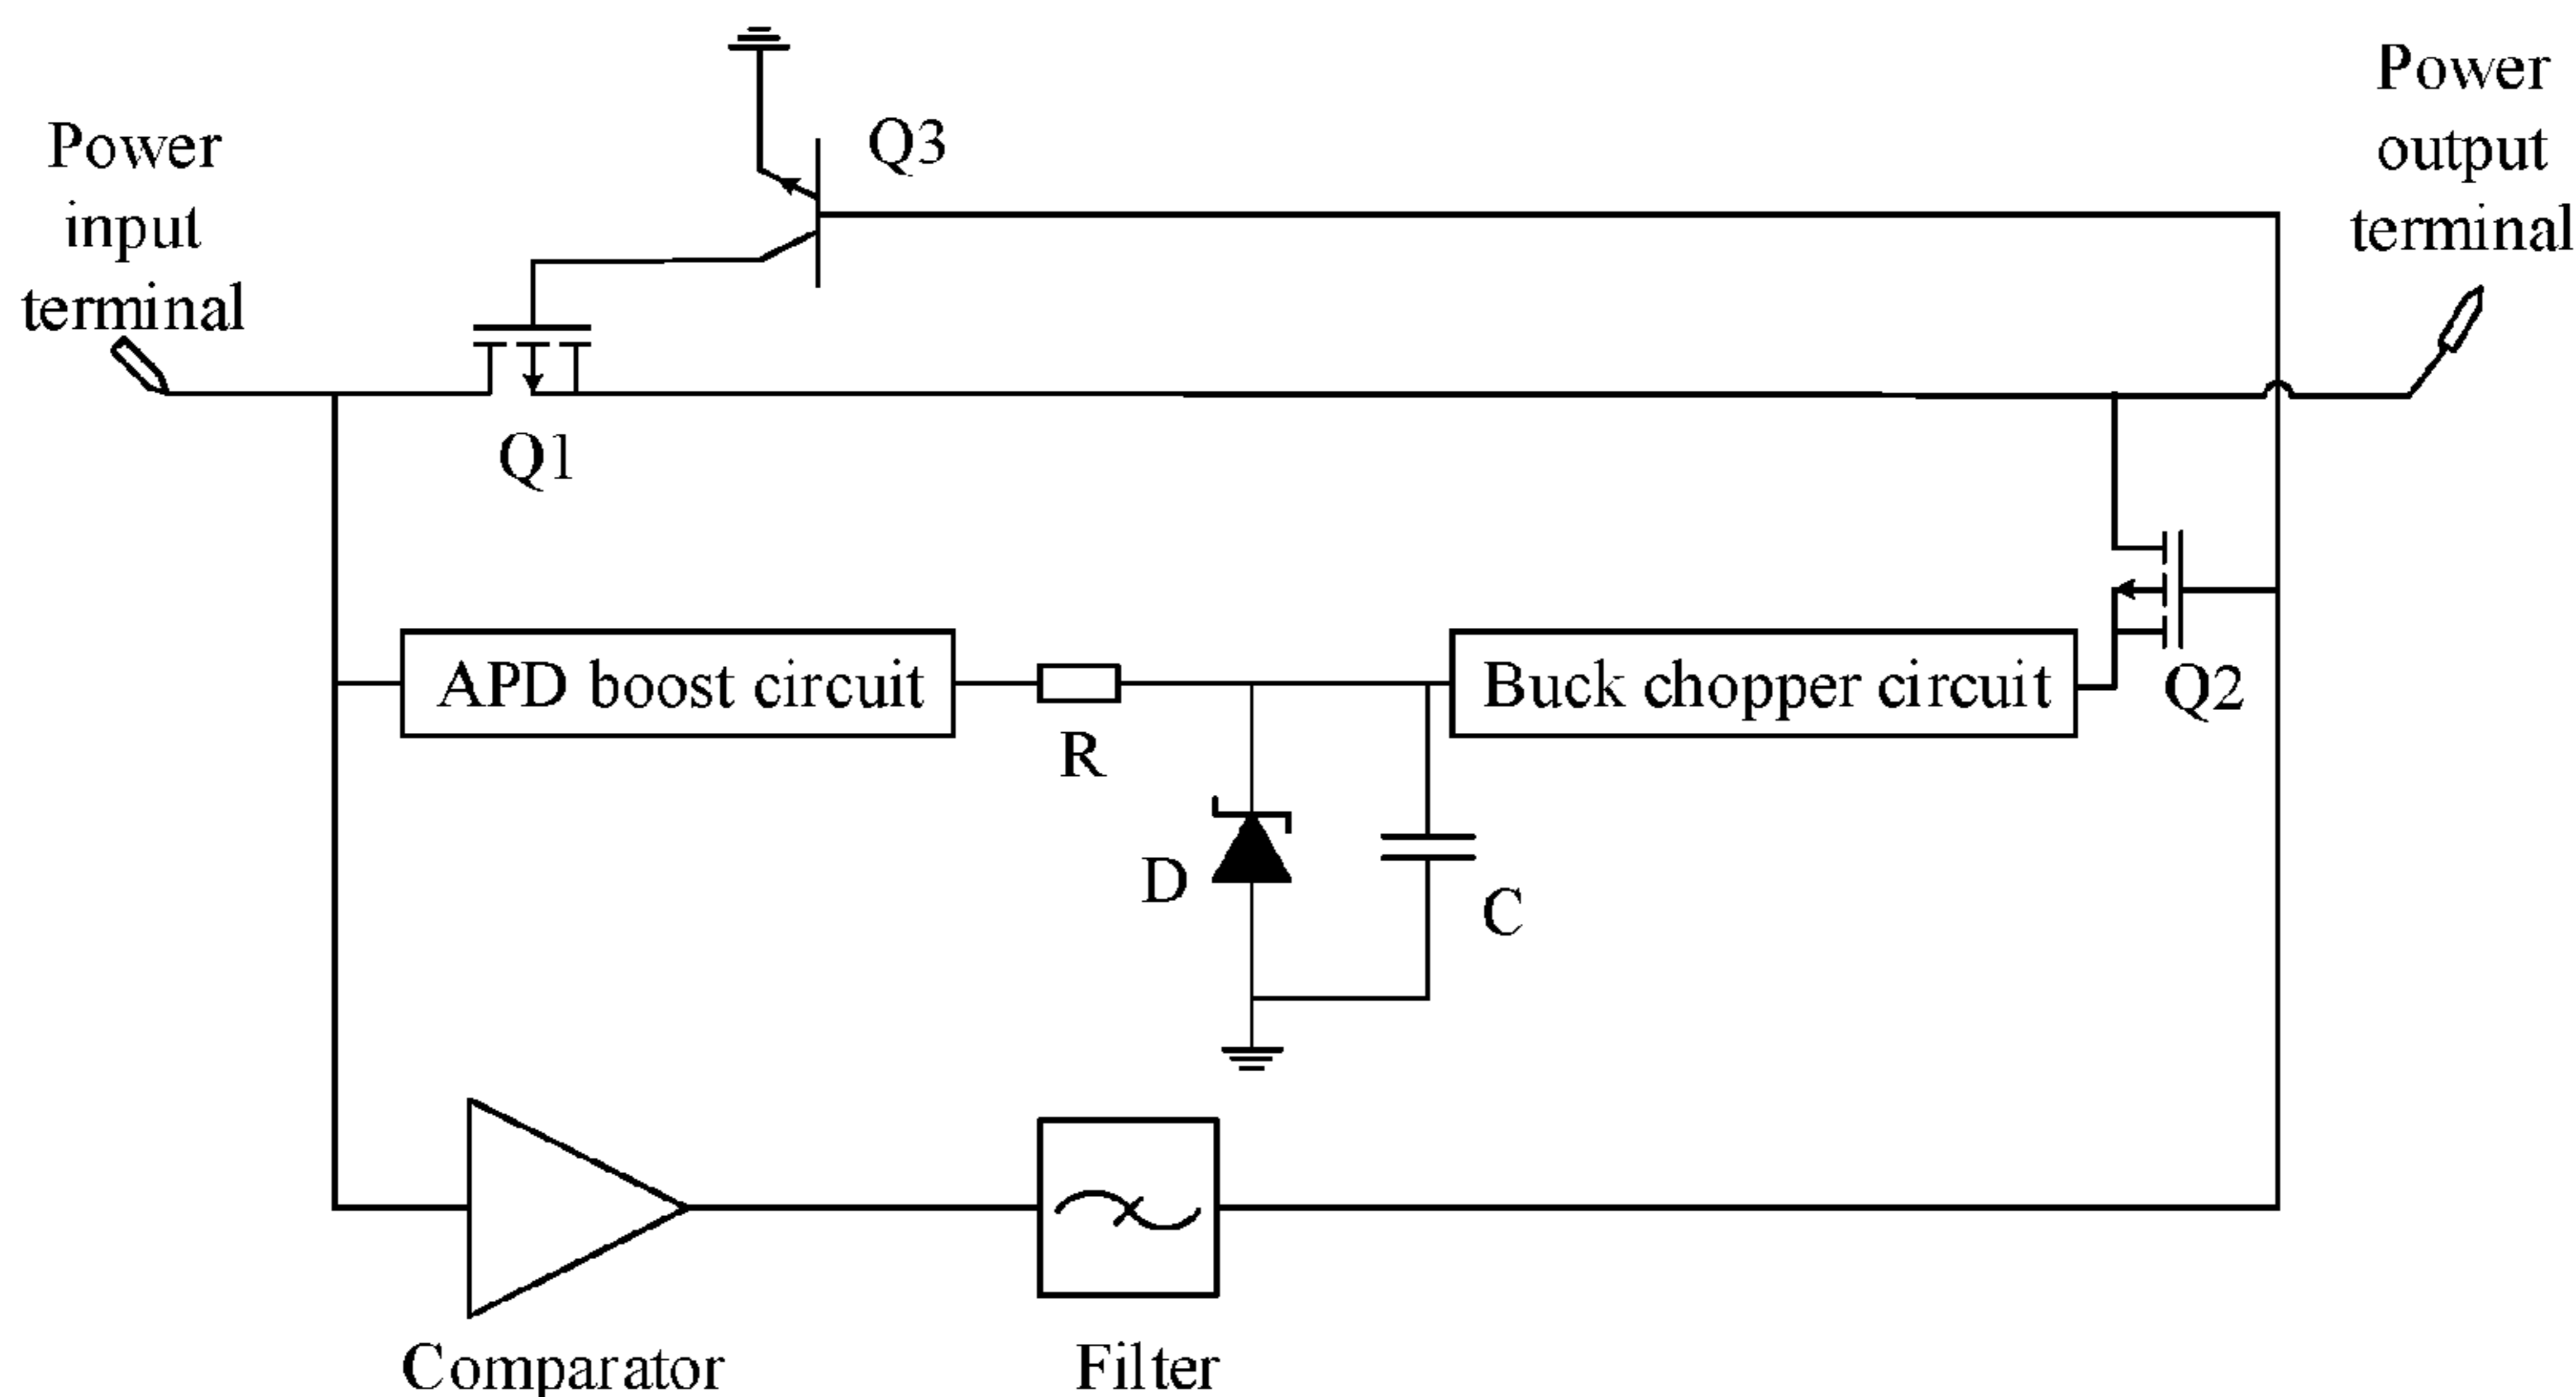 Power
input
terminal
Q3
Power
output
terminal
Q1
APD boost circuit
R
Buck chopper circuit
Q2
D
C
Comparator
Filter